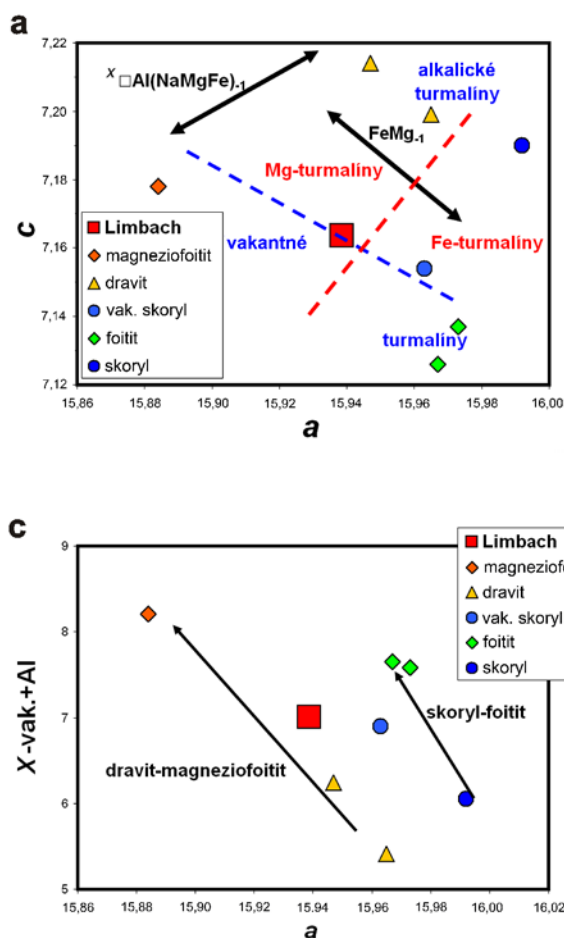 a
7,22
7,20
7,18
7,16
7,14
7,12
c
X□Al(NaMgFe)-1
alkalické
turmalíny
FeMg-1
Mg-turmalíny
vakantné
Fe-turmalíny
turmalíny
Limbach
magneziofoitit
dravit
vak. skoryl
foitit
skoryl
15,86
15,88
15,90
15,92
15,94
15,96
15,98
16,00
a
c
9
8
7
6
5
X-vak.+Al
Limbach
magneziofo
dravit
vak. skoryl
foitit
skoryl
skoryl-foitit
dravit-magneziofoitit
15,86
15,88
15,90
15,92
15,94
15,96
15,98
16,00
16,02
a